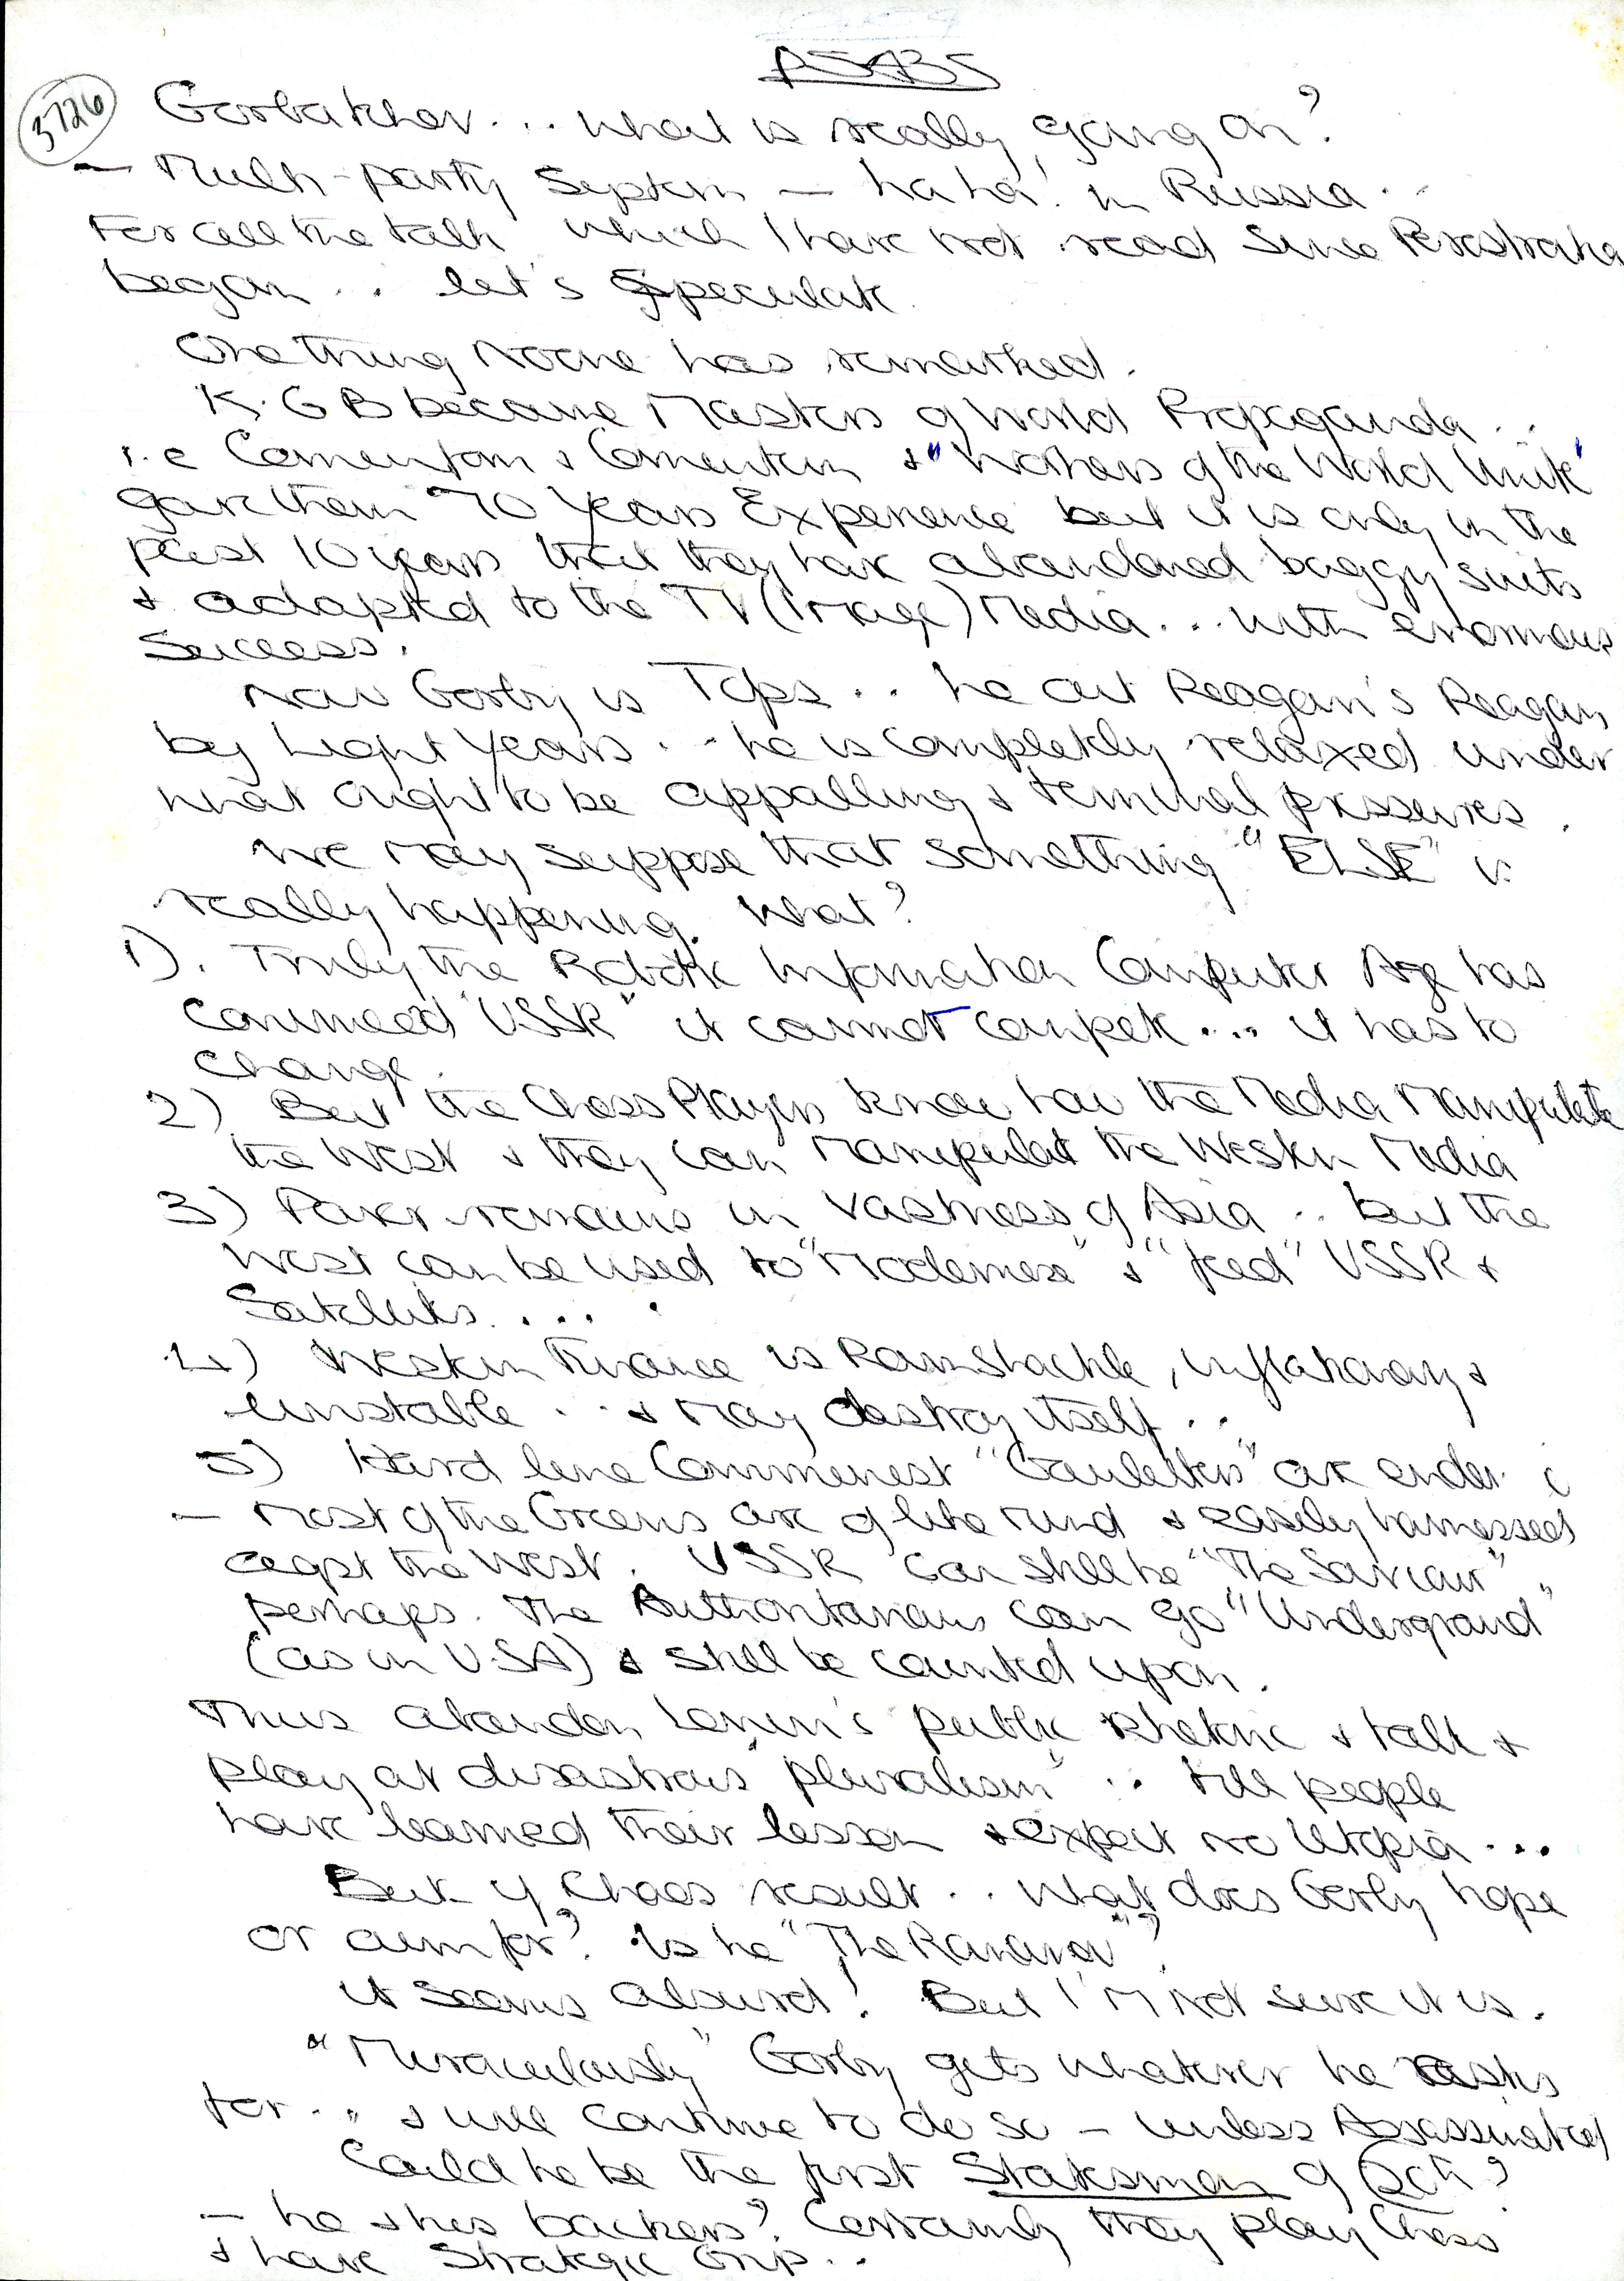 3726
Gorbatchev... what is really going on?
- Multi-party System - ha ha! in Russia..
For all the talk which I have not read since Perestroika
began... let's Speculate.
One thing Noone has remarked.
K.G B became Masters of World Propaganda...
i.e Comenform & Comentern & "Workers of the World Unite"
gave them 70 Years Experience but it is only in the
past 10 years that they have abandoned baggy suits
& adapted to the TV (Image) Media... with enormous
Success.
Now Gorby is Tops.. he out Reagan's Reagan
by Light Years.. he is completely relaxed under
what ought to be appalling & terminal pressures.
We may suppose that something "ELSE" is
really happening. What?
1). Truly the Robotic Information Computer Age has
convinced "USSR" it cannot compete.... it has to
change.
2) But the Chess Players know how the Media Manipulate
the West & they can Manipulate the Western Media
3) Power remains in Vastness of Asia.. but the
West can be used to "Modernise" & "feed" USSR &
Satellites....
4) Western Finance is Ramshackle, inflationary &
unstable... & may destroy itself..
5) Hard line Communist "Gauleiters" are
- Most of the Greens are of like mind & easily harnessed
agst the West. USSR can still be "The Saviour"
perhaps. The Authoritarians can go "Underground"
(as in USA) & still be counted upon.
Thus abandon Lenin's public Rhetoric & talk &
play at disastrous "pluralism".. till people
have learned their lesson & expect no Utopia...
But if Chaos result.. What does Gorby hope
or aim for? Is he "The Romanov"?
It seems absurd! But I'm not sure it is.
"Miraculously" Gorby gets whatever he asks
for... & will continue to do so - unless Assassinated
Could he be the first Statesman of 20th?
- he & his backers? Certainly they play Chess
& have Strategic Grip..